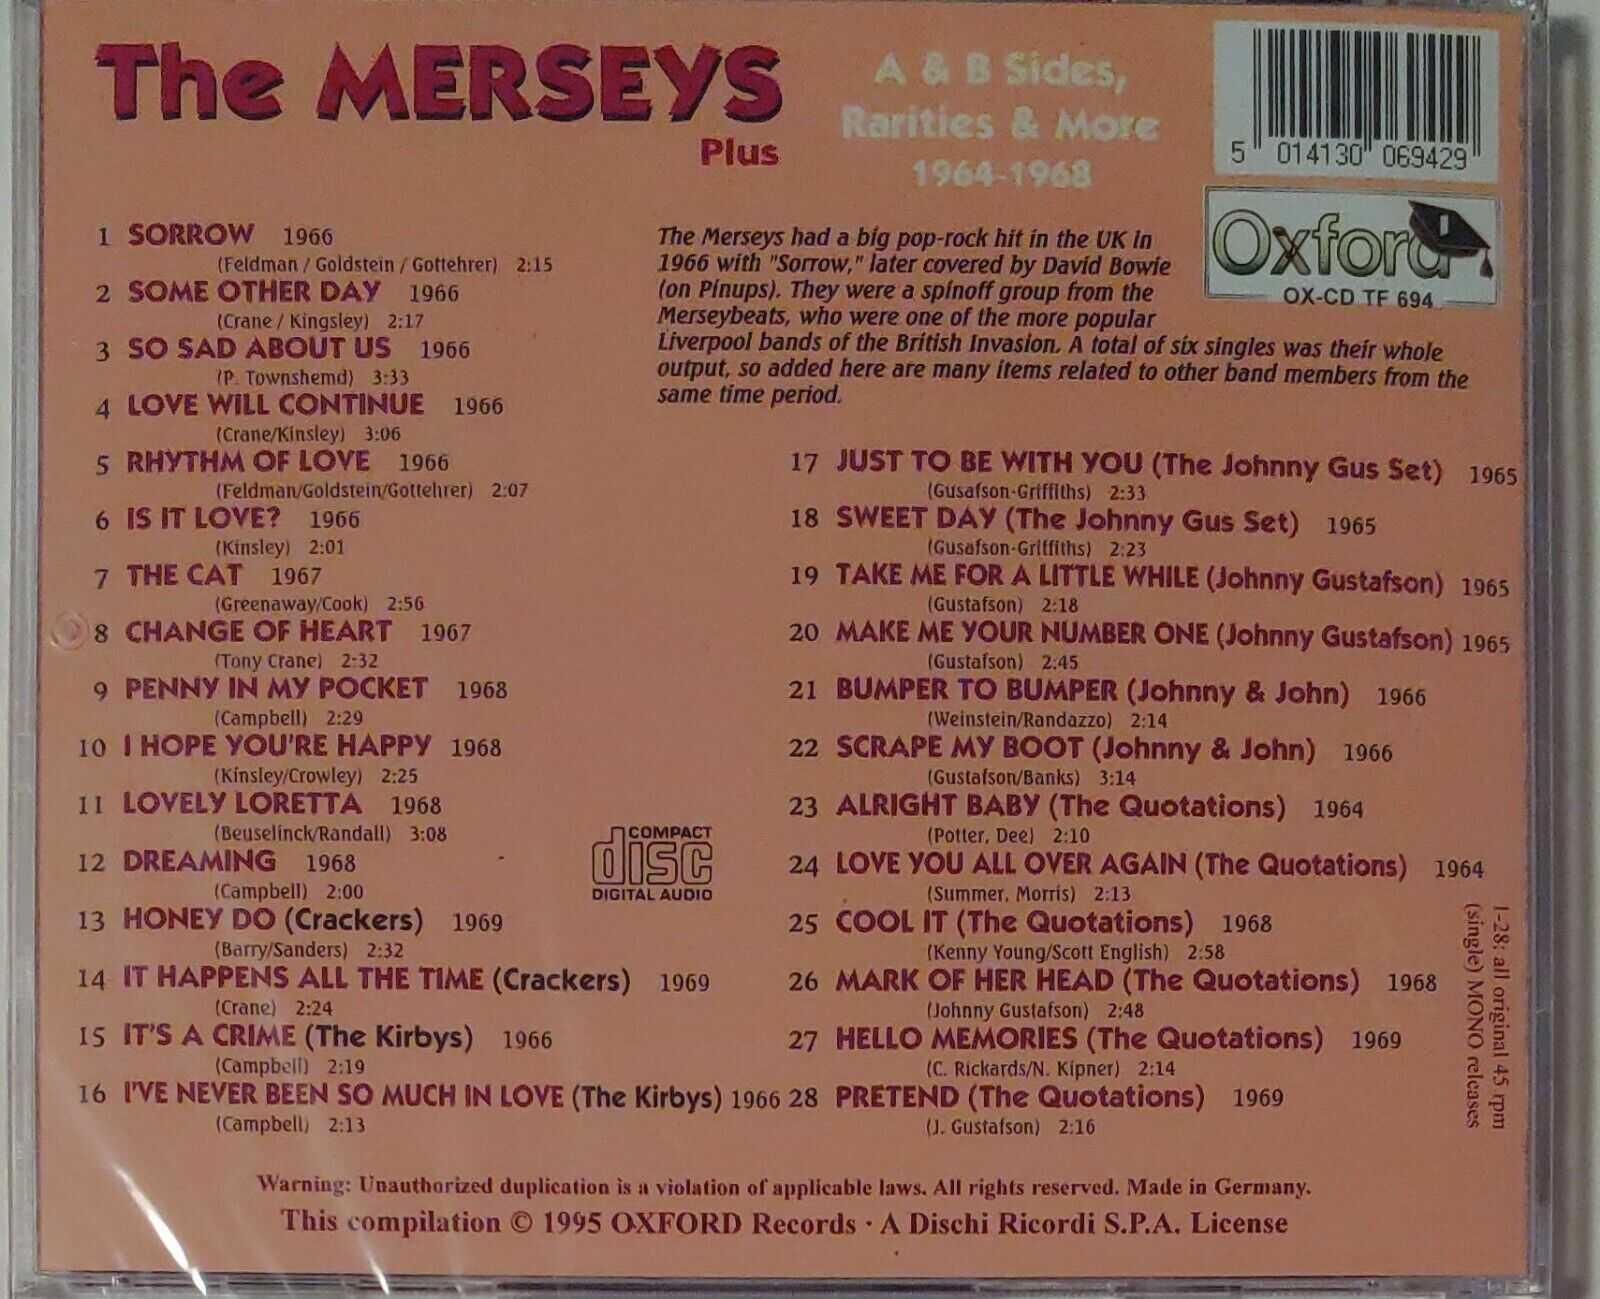 The MERSEYS
Plus
A & B Sides,
Rarities & More
1964-1968
5 014130 069429
Oxford
OX-CD TF 694
The Merseys had a big pop-rock hit in the UK in
1966 with "Sorrow," later covered by David Bowie
(on Pinups). They were a spinoff group from the
Merseybeats, who were one of the more popular
Liverpool bands of the British Invasion. A total of six singles was their whole
output, so added here are many items related to other band members from the
same time period.
1 SORROW 1966
(Feldman / Goldstein / Gottehrer) 2:15
2 SOME OTHER DAY 1966
(Crane / Kingsley) 2:17
3 SO SAD ABOUT US 1966
(P. Townshemd) 3:33
4 LOVE WILL CONTINUE 1966
(Crane/Kinsley) 3:06
5 RHYTHM OF LOVE 1966
(Feldman/Goldstein/Gottehrer) 2:07
6 IS IT LOVE? 1966
(Kinsley) 2:01
7 THE CAT 1967
(Greenaway/Cook) 2:56
8 CHANGE OF HEART 1967
(Tony Crane) 2:32
9 PENNY IN MY POCKET 1968
(Campbell) 2:29
10 I HOPE YOU'RE HAPPY 1968
(Kinsley/Crowley) 2:25
11 LOVELY LORETTA 1968
(Beuselinck/Randall) 3:08
12 DREAMING 1968
(Campbell) 2:00
13 HONEY DO (Crackers) 1969
(Barry/Sanders) 2:32
14 IT HAPPENS ALL THE TIME (Crackers) 1969
(Crane) 2:24
15 IT'S A CRIME (The Kirbys) 1966
(Campbell) 2:19
16 I'VE NEVER BEEN SO MUCH IN LOVE (The Kirbys) 1966
(Campbell) 2:13
COMPACT
disc
DIGITAL AUDIO
17 JUST TO BE WITH YOU (The Johnny Gus Set) 1965
(Gusafson-Griffiths) 2:33
18 SWEET DAY (The Johnny Gus Set) 1965
(Gusafson-Griffiths) 2:23
19 TAKE ME FOR A LITTLE WHILE (Johnny Gustafson) 1965
(Gustafson) 2:18
20 MAKE ME YOUR NUMBER ONE (Johnny Gustafson) 1965
(Gustafson) 2:45
21 BUMPER TO BUMPER (Johnny & John) 1966
(Weinstein/Randazzo) 2:14
22 SCRAPE MY BOOT (Johnny & John) 1966
(Gustafson/Banks) 3:14
23 ALRIGHT BABY (The Quotations) 1964
(Potter, Dee) 2:10
24 LOVE YOU ALL OVER AGAIN (The Quotations) 1964
(Summer, Morris) 2:13
25 COOL IT (The Quotations) 1968
(Kenny Young/Scott English) 2:58
26 MARK OF HER HEAD (The Quotations) 1968
(Johnny Gustafson) 2:48
27 HELLO MEMORIES (The Quotations) 1969
(C. Rickards/N. Kipner) 2:14
28 PRETEND (The Quotations) 1969
(J. Gustafson) 2:16
1-28; all original 45 rpm
(single) MONO releases
Warning: Unauthorized duplication is a violation of applicable laws. All rights reserved. Made in Germany.
This compilation © 1995 OXFORD Records · A Dischi Ricordi S.P.A. License